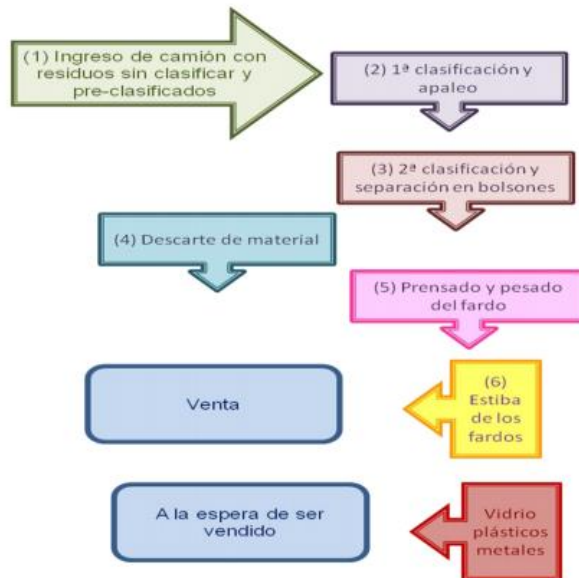 (1) Ingreso de camión con
residuos sin clasificar y
pre-clasificados
(2) 1ª clasificación y
apaleo
(3) 2ª clasificación y
separación en bolsones
(4) Descarte de material
(5) Prensado y pesado
del fardo
Venta
(6)
Estiba
de los
fardos
A la espera de ser
vendido
Vidrio
plásticos
metales